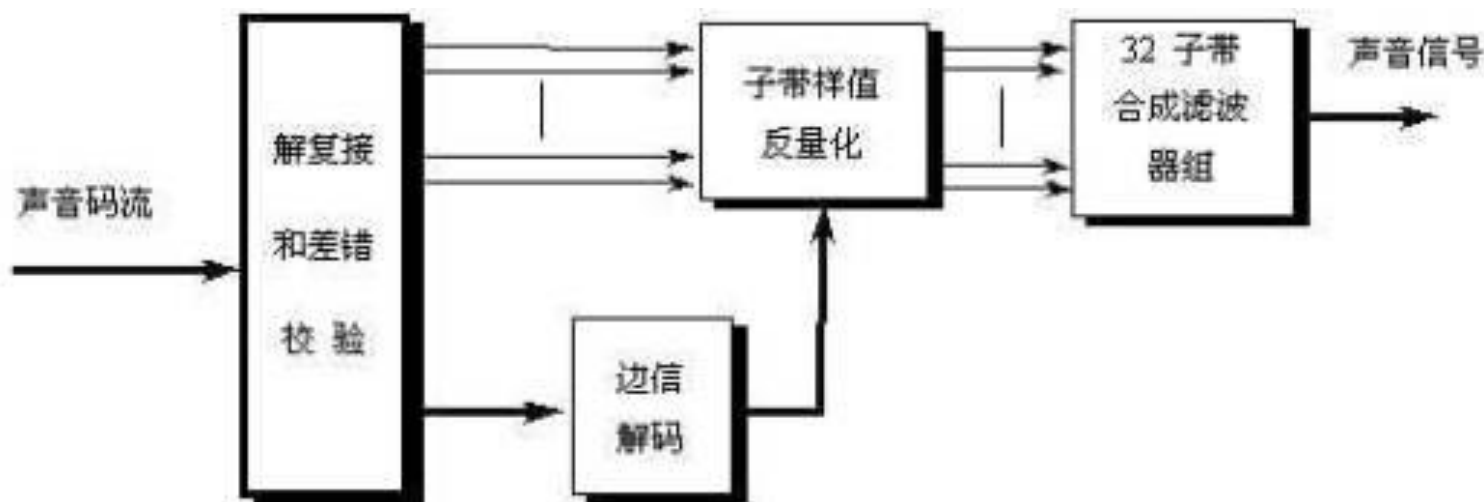 声音码流
解复接
和差错
校 验
子带样值
反量化
边信
解码
32 子带
合成滤波
器组
声音信号